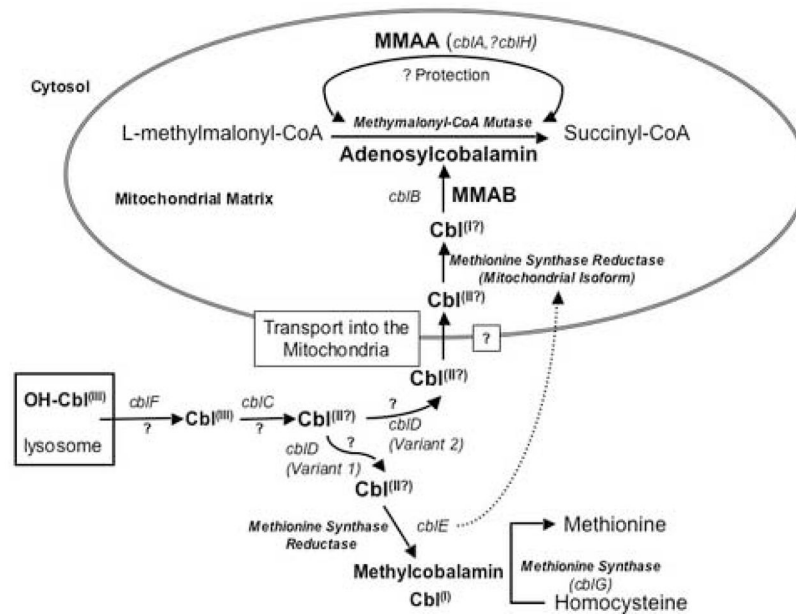 MMAA (cblA,?cblH)
Cytosol
? Protection
Methymalonyl-CoA Mutase
L-methylmalonyl-CoA
Succinyl-CoA
Adenosylcobalamin
Mitochondrial Matrix
cblB
MMAB
Cbl(I?)
Methionine Synthase Reductase
(Mitochondrial Isoform)
Cbl(II?)
Transport into the
Mitochondria
?
Cbl(II?)
OH-Cbl(III)
lysosome
cblF
?
Cbl(III)
cblC
?
Cbl(II?)
?
cblD
(Variant 2)
cblD
(Variant 1)
?
Cbl(II?)
cblE
Methionine Synthase
Reductase
Methylcobalamin
Cbl(I)
Methionine
Methionine Synthase
(cblG)
Homocysteine